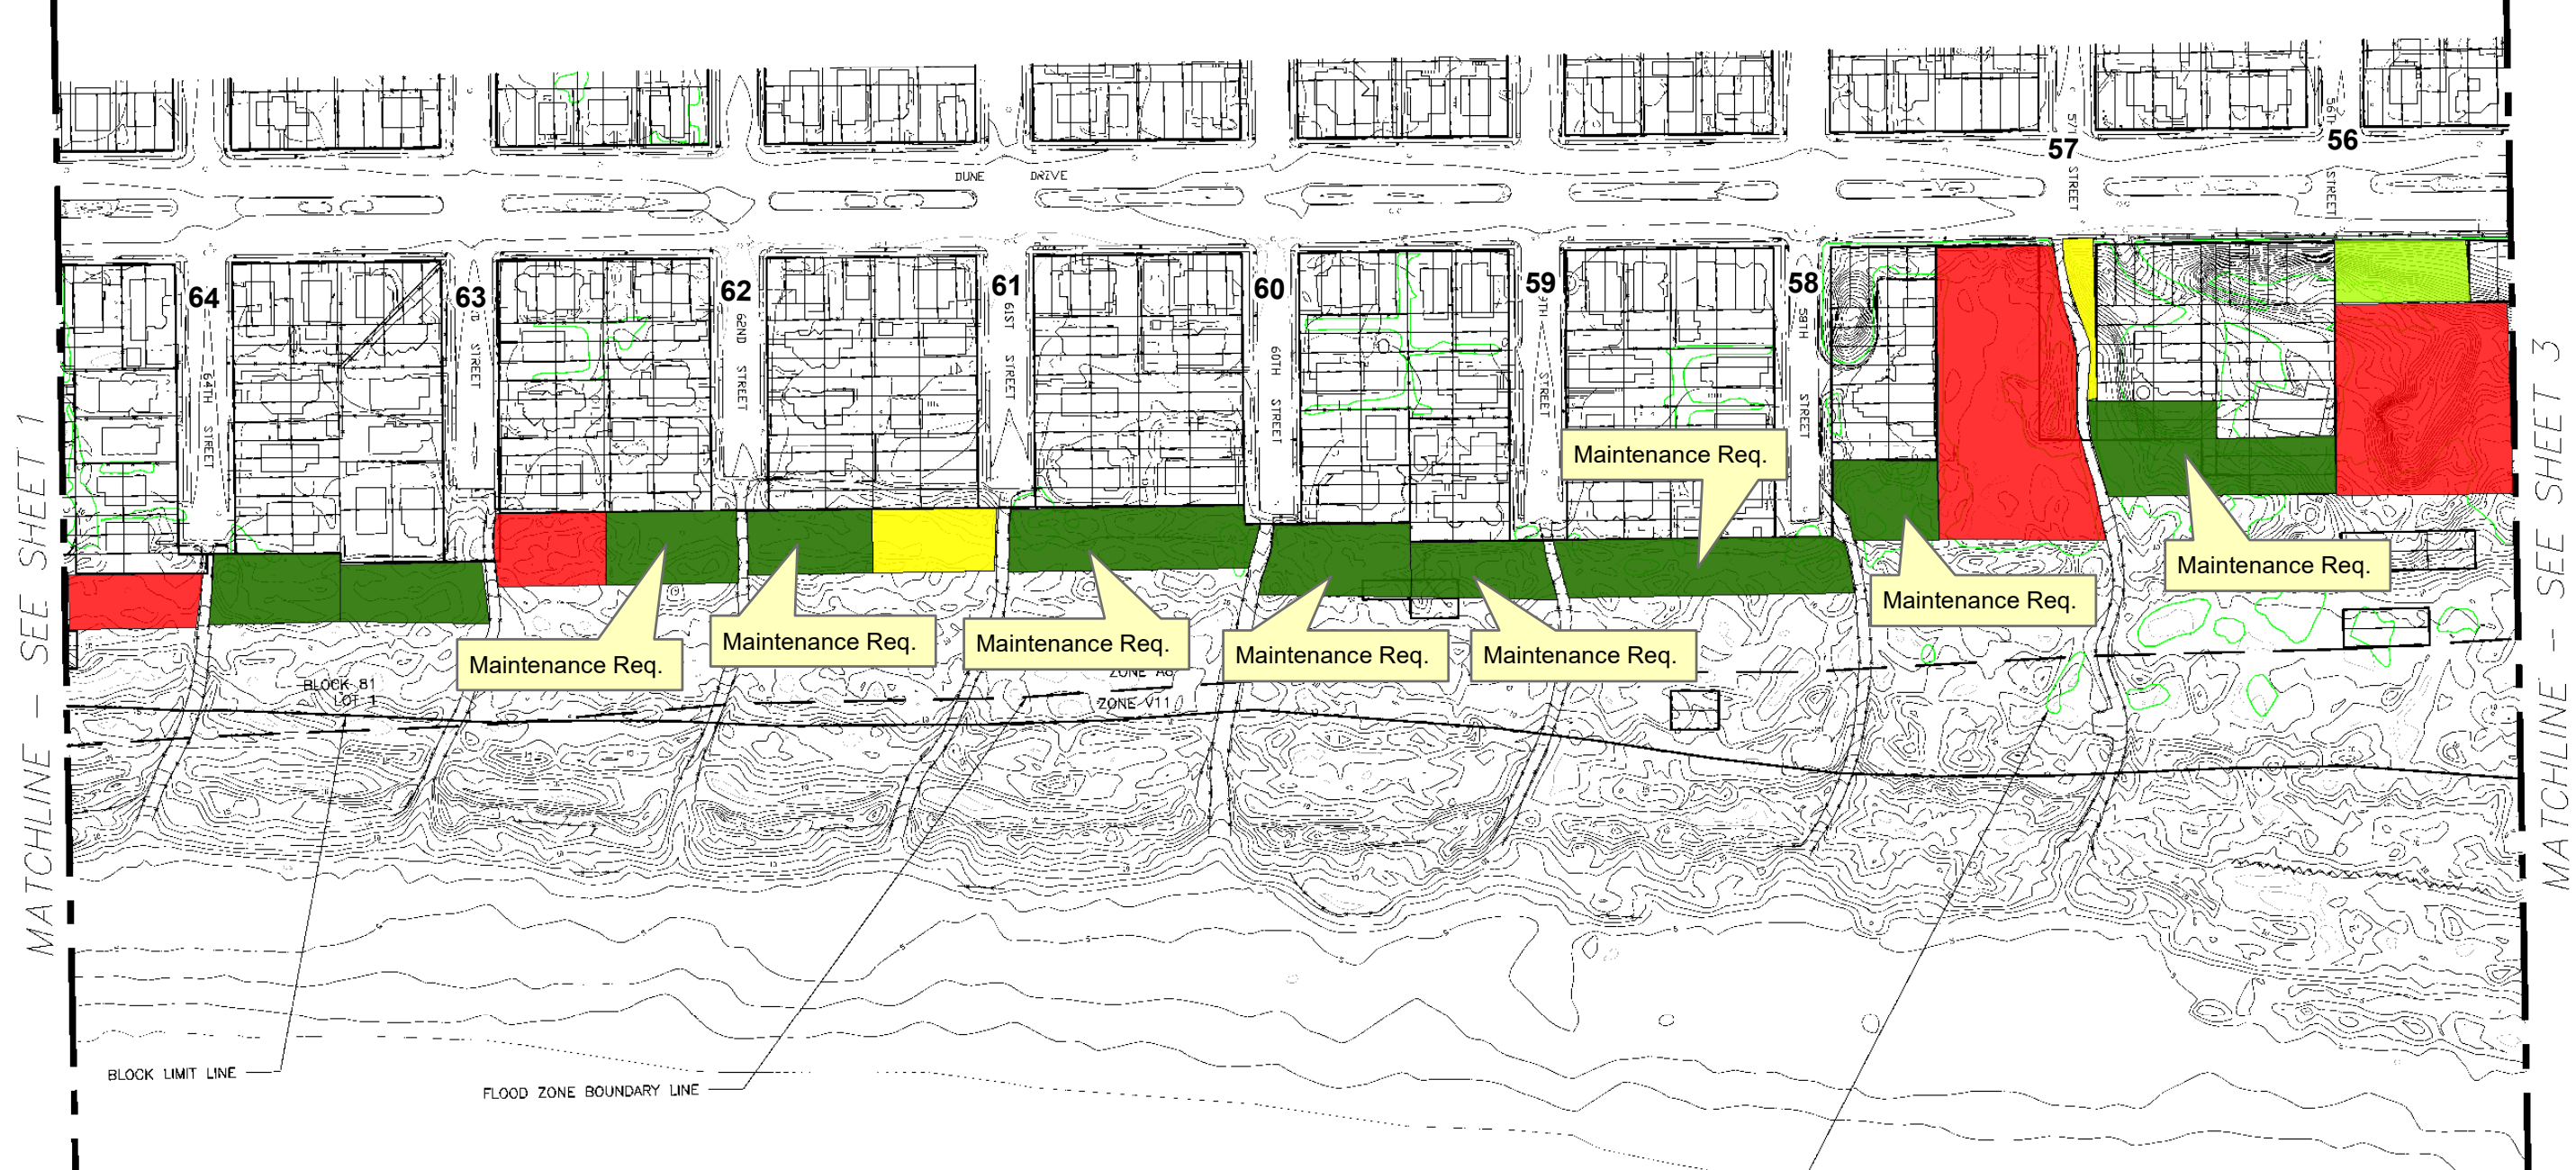 57
56
56TH
STREET
STREET
DUNE DRIVE
64
63
62
61
60
59
58
64TH STREET
STREET
62ND STREET
61ST STREET
60TH STREET
STREET
58TH STREET
MATCHLINE - SEE SHEET 1
MATCHLINE - SEE SHEET 3
Maintenance Req.
Maintenance Req.
Maintenance Req.
Maintenance Req.
Maintenance Req.
Maintenance Req.
Maintenance Req.
Maintenance Req.
ZONE A8
BLOCK 81
LOT 1
ZONE V11
BLOCK LIMIT LINE
FLOOD ZONE BOUNDARY LINE